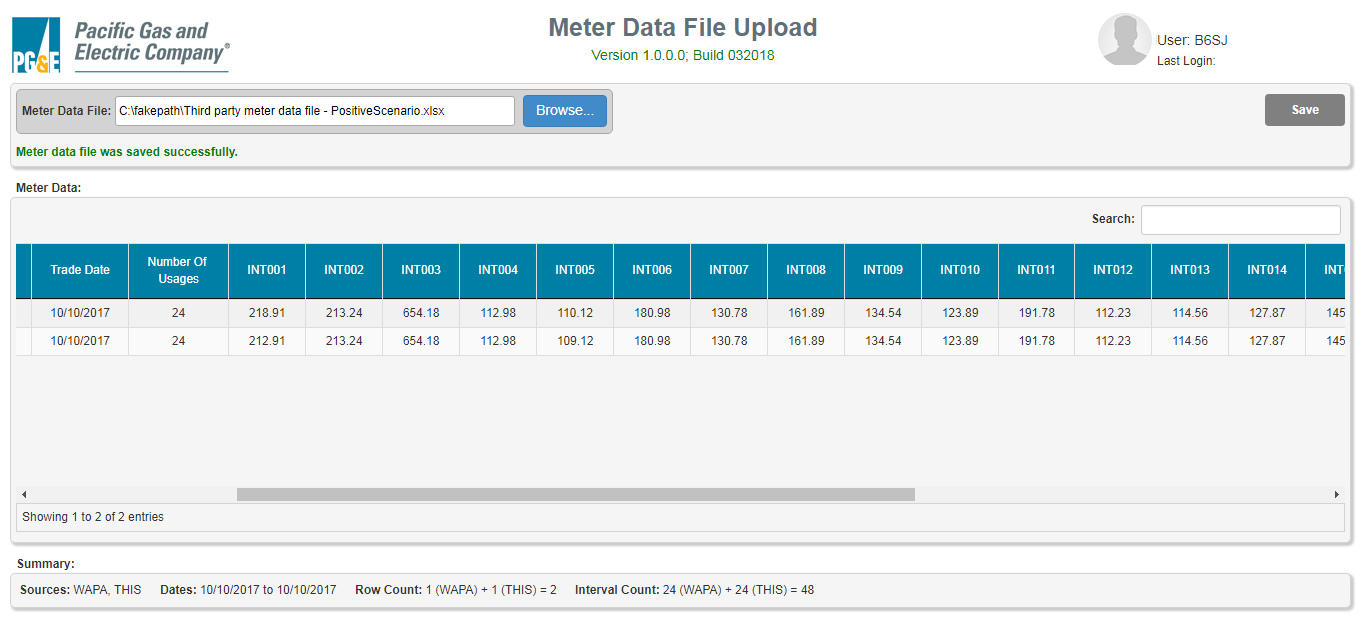 PG&E
Pacific Gas and
Electric Company®
Meter Data File Upload
Version 1.0.0.0; Build 032018
User: B6SJ
Last Login:
Meter Data File: C:\fakepath\Third party meter data file - PositiveScenario.xlsx Browse... Save
Meter data file was saved successfully.
Meter Data:
Search:
Trade Date Number Of Usages INT001 INT002 INT003 INT004 INT005 INT006 INT007 INT008 INT009 INT010 INT011 INT012 INT013 INT014 INT
10/10/2017 24 218.91 213.24 654.18 112.98 110.12 180.98 130.78 161.89 134.54 123.89 191.78 112.23 114.56 127.87 145
10/10/2017 24 212.91 213.24 654.18 112.98 109.12 180.98 130.78 161.89 134.54 123.89 191.78 112.23 114.56 127.87 145
Showing 1 to 2 of 2 entries
Summary:
Sources: WAPA, THIS Dates: 10/10/2017 to 10/10/2017 Row Count: 1 (WAPA) + 1 (THIS) = 2 Interval Count: 24 (WAPA) + 24 (THIS) = 48